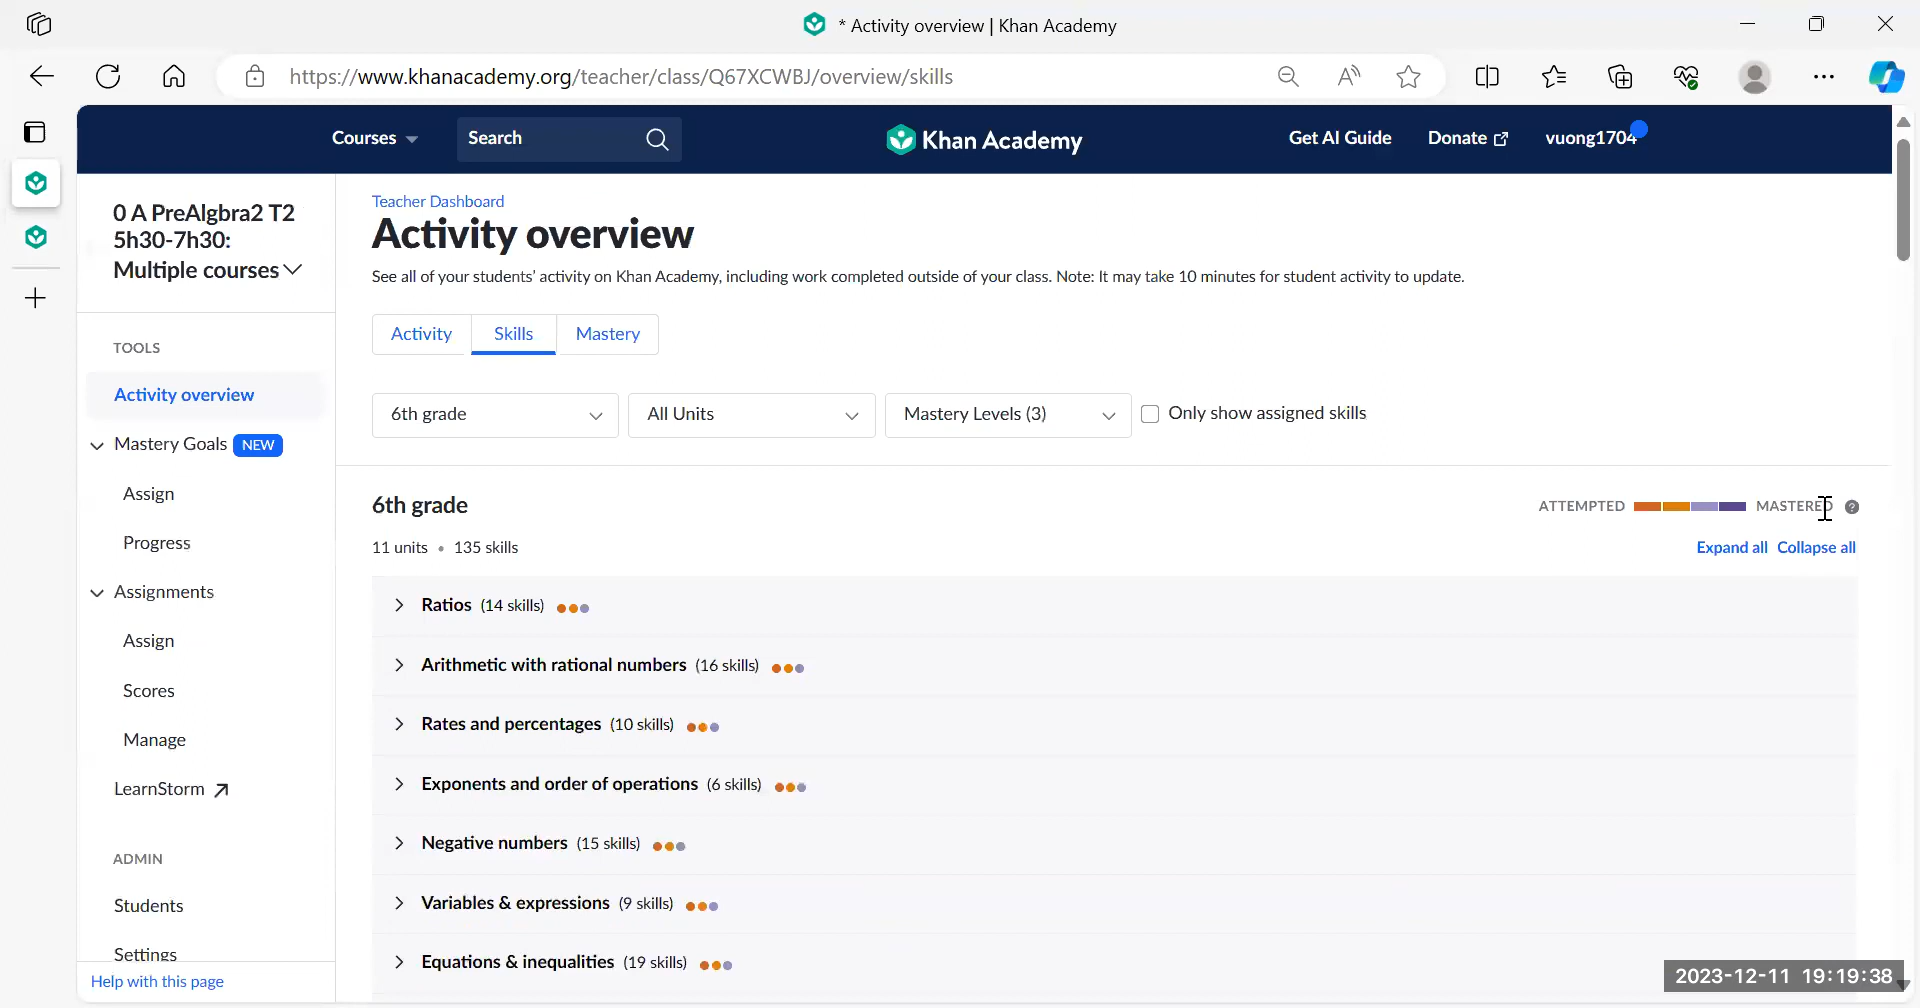 * Activity overview | Khan Academy
https://www.khanacademy.org/teacher/class/Q67XCWBJ/overview/skills
Courses
Search
Khan Academy
Get AI Guide
Donate
vuong1704
0 A PreAlgbra2 T2
5h30-7h30:
Multiple courses
TOOLS
Activity overview
Mastery Goals NEW
Assign
Progress
Assignments
Assign
Scores
Manage
LearnStorm
ADMIN
Students
Settings
Help with this page
Teacher Dashboard
Activity overview
See all of your students' activity on Khan Academy, including work completed outside of your class. Note: It may take 10 minutes for student activity to update.
Activity
Skills
Mastery
6th grade
All Units
Mastery Levels (3)
Only show assigned skills
6th grade
ATTEMPTED
MASTERED ?
11 units • 135 skills
Expand all Collapse all
Ratios (14 skills)
Arithmetic with rational numbers (16 skills)
Rates and percentages (10 skills)
Exponents and order of operations (6 skills)
Negative numbers (15 skills)
Variables & expressions (9 skills)
Equations & inequalities (19 skills)
2023-12-11 19:19:38